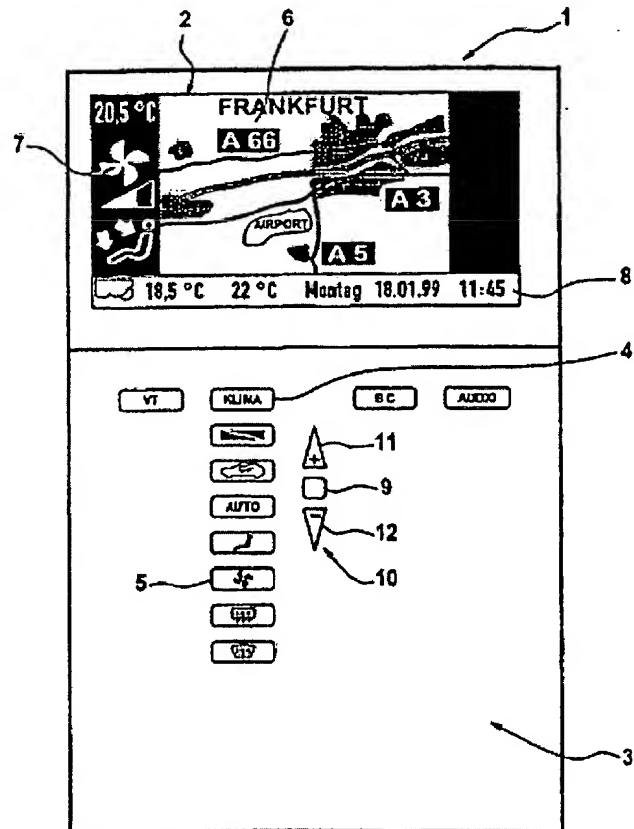 2 6 1
20,5 °C FRANKFURT
7
A 66
A 3
AIRPORT
A 5
18,5 °C 22 °C Montag 18.01.99 11:45
8
4
VT KLIMA BC AUDIO
11
9
AUTO
+
-
12
10
5
3